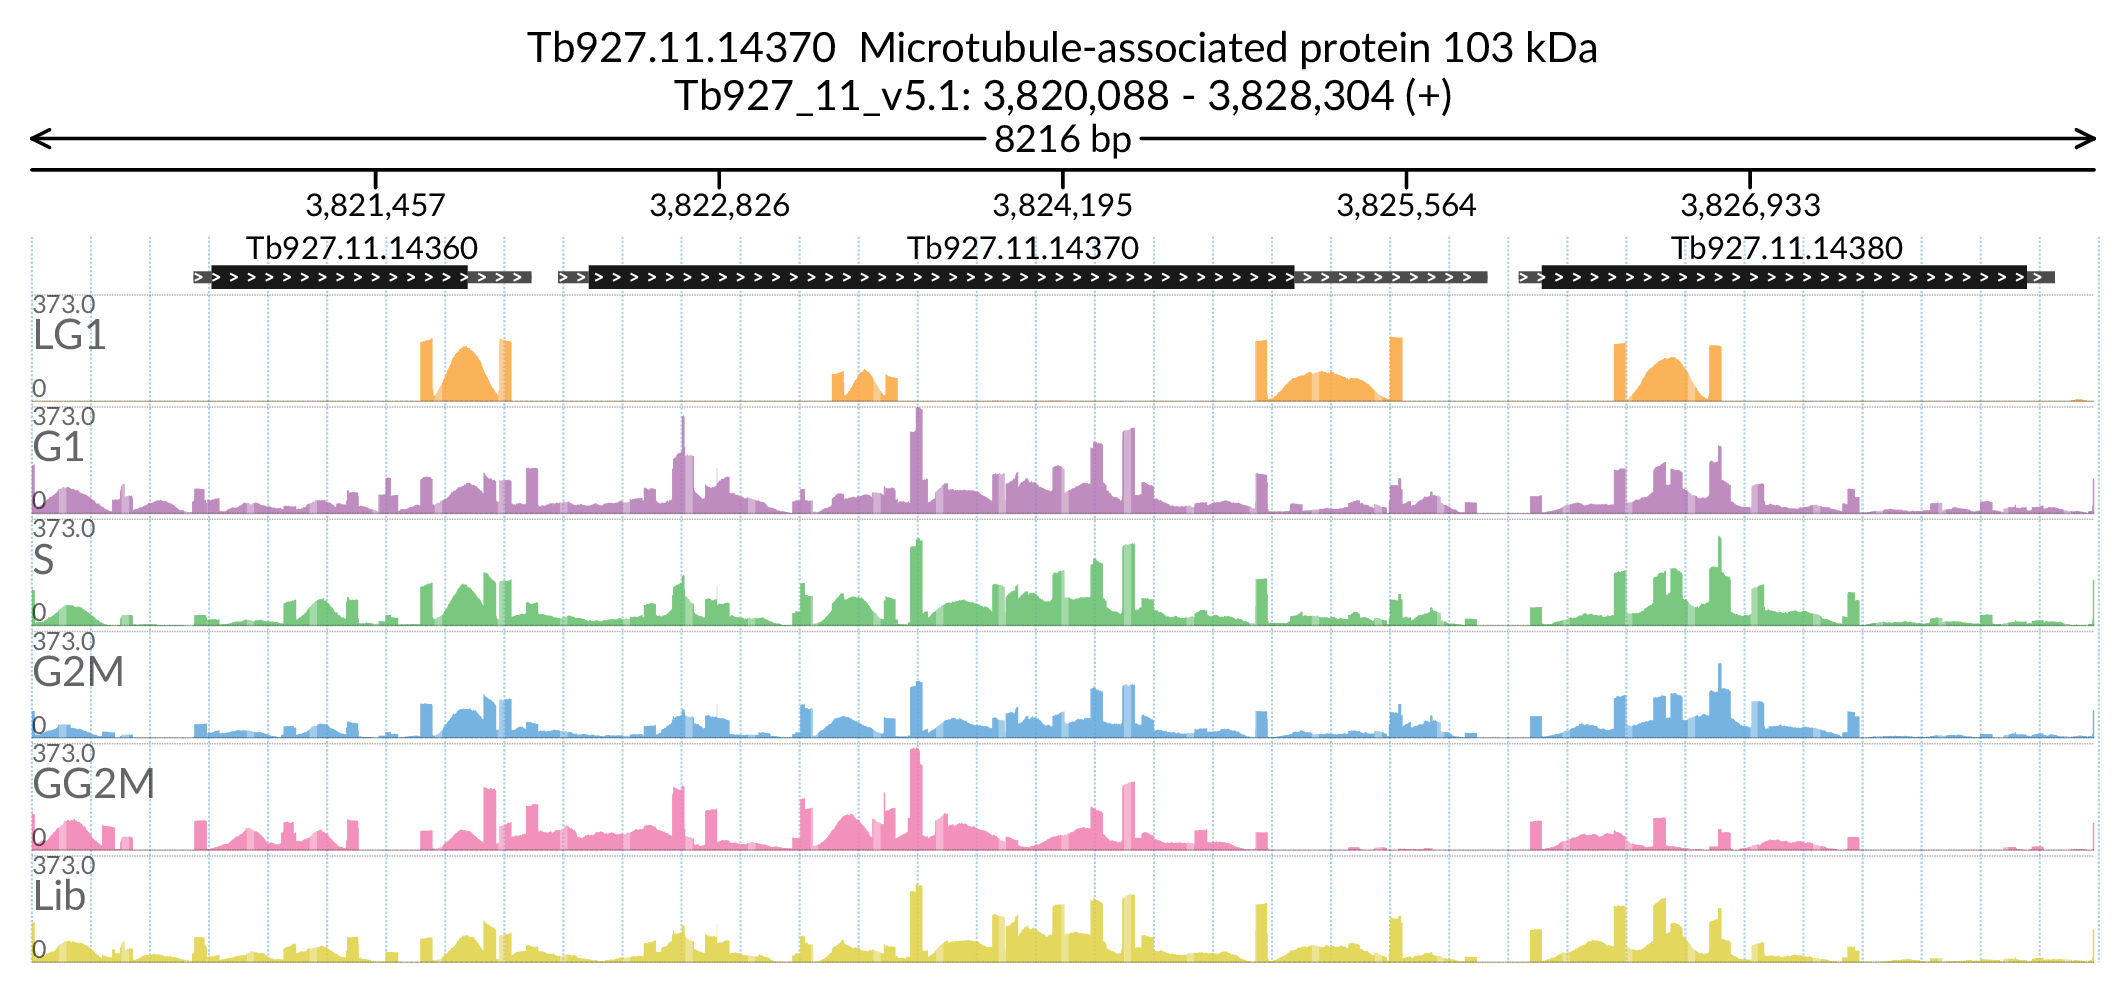 Tb927.11.14370  Microtubule-associated protein 103 kDa
Tb927_11_v5.1: 3,820,088 - 3,828,304 (+)
8216 bp
3,821,457 3,822,826 3,824,195 3,825,564 3,826,933
Tb927.11.14360 Tb927.11.14370 Tb927.11.14380
373.0
LG1
0
373.0
G1
0
373.0
S
0
373.0
G2M
0
373.0
GG2M
0
373.0
Lib
0